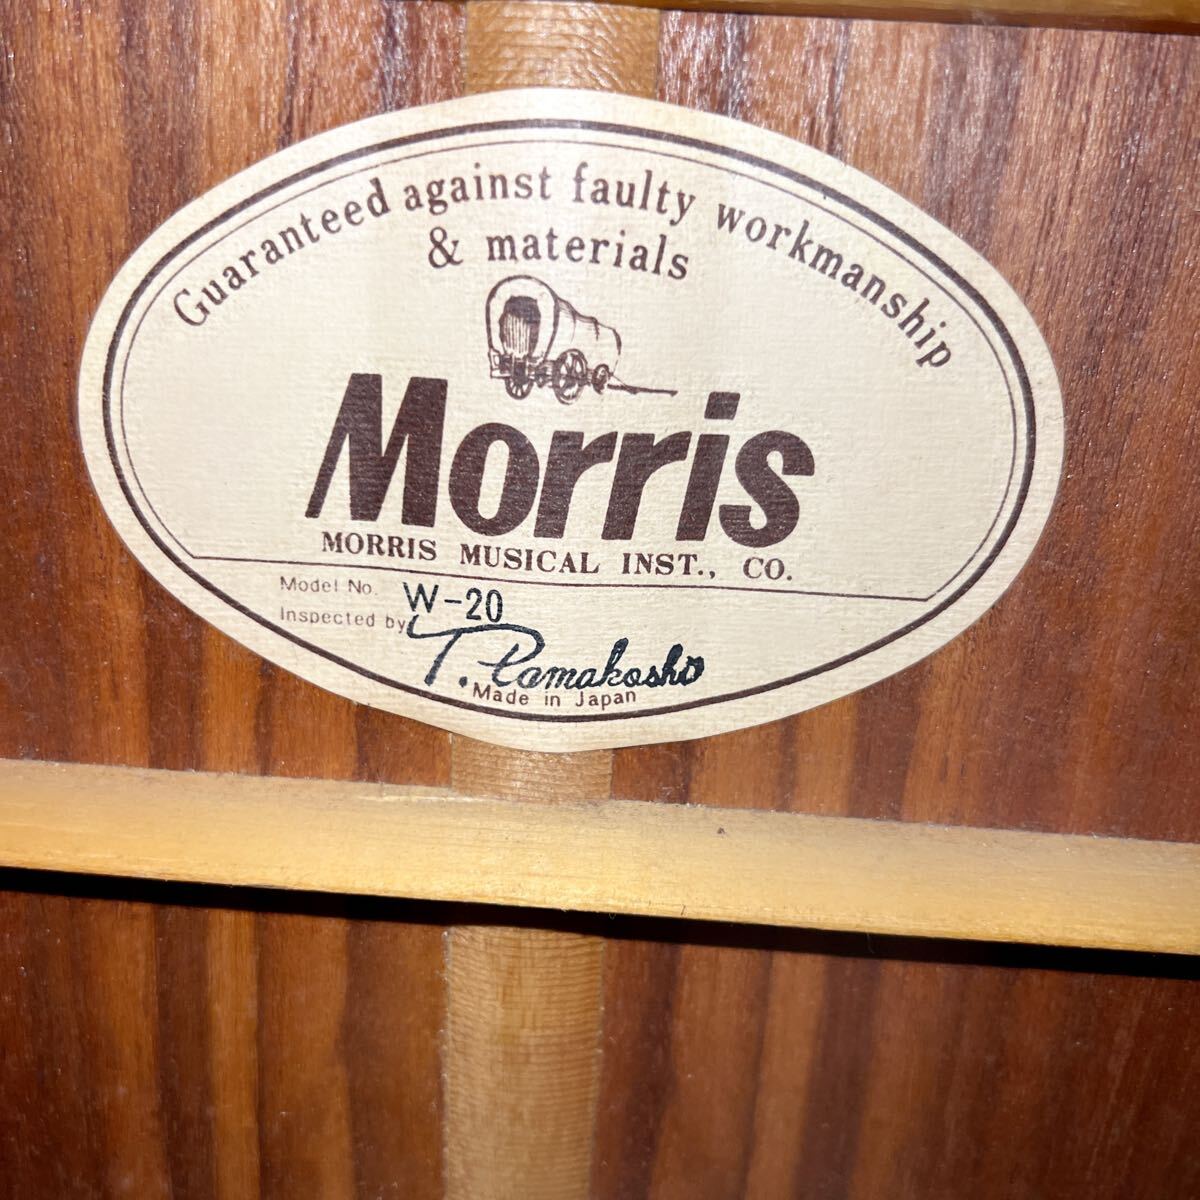 Guaranteed against faulty workmanship
& materials
Morris
MORRIS MUSICAL INST., CO.
Model No. W-20
Inspected by T.
Made in Japan